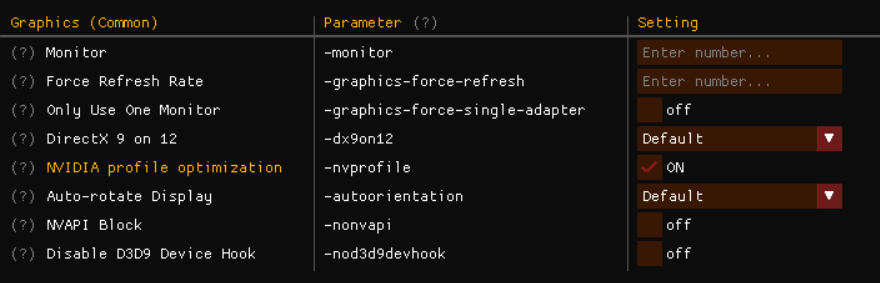 Graphics (Common) Parameter (?) Setting
(?) Monitor -monitor Enter number...
(?) Force Refresh Rate -graphics-force-refresh Enter number...
(?) Only Use One Monitor -graphics-force-single-adapter off
(?) DirectX 9 on 12 -dx9on12 Default
(?) NVIDIA profile optimization -nvprofile ON
(?) Auto-rotate Display -autoorientation Default
(?) NVAPI Block -nonvapi off
(?) Disable D3D9 Device Hook -nod3d9devhook off